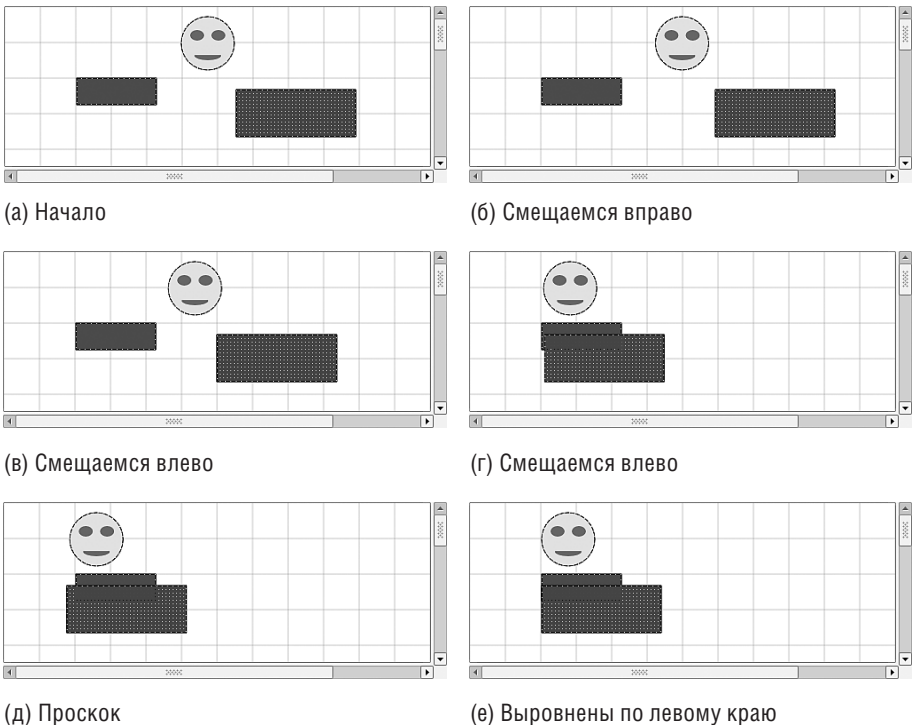 (а) Начало
(б) Смещаемся вправо
(в) Смещаемся влево
(г) Смещаемся влево
(д) Проскок
(е) Выровнены по левому краю